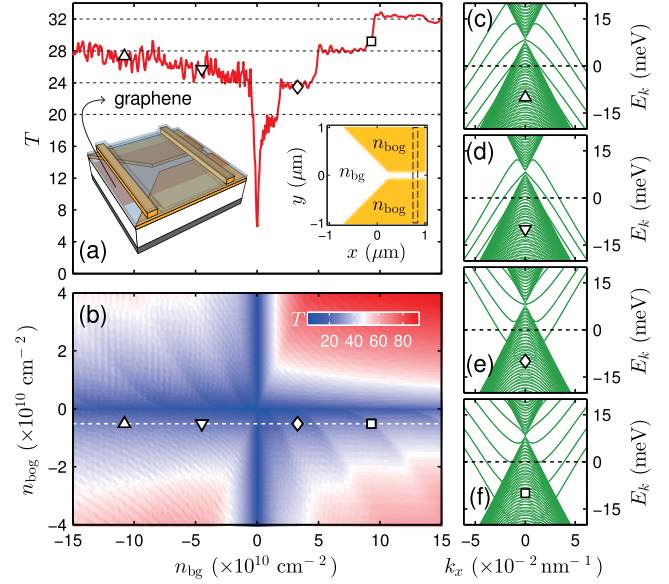 36
32
28
24
20
16
12
8
4
0
T
graphene
(a)
1
0
−1
y (μm)
n_bog
n_bg
n_bog
−1 0 1
x (μm)
(b)
4
2
0
−2
−4
n_bog (×10^10 cm^−2)
T
20 40 60 80
−15 −10 −5 0 5 10 15
n_bg (×10^10 cm^−2)
(c)
15
0
−15
E_k (meV)
(d)
15
0
−15
E_k (meV)
(e)
15
0
−15
E_k (meV)
(f)
15
0
−15
E_k (meV)
−5 0 5
k_x (×10^−2 nm^−1)